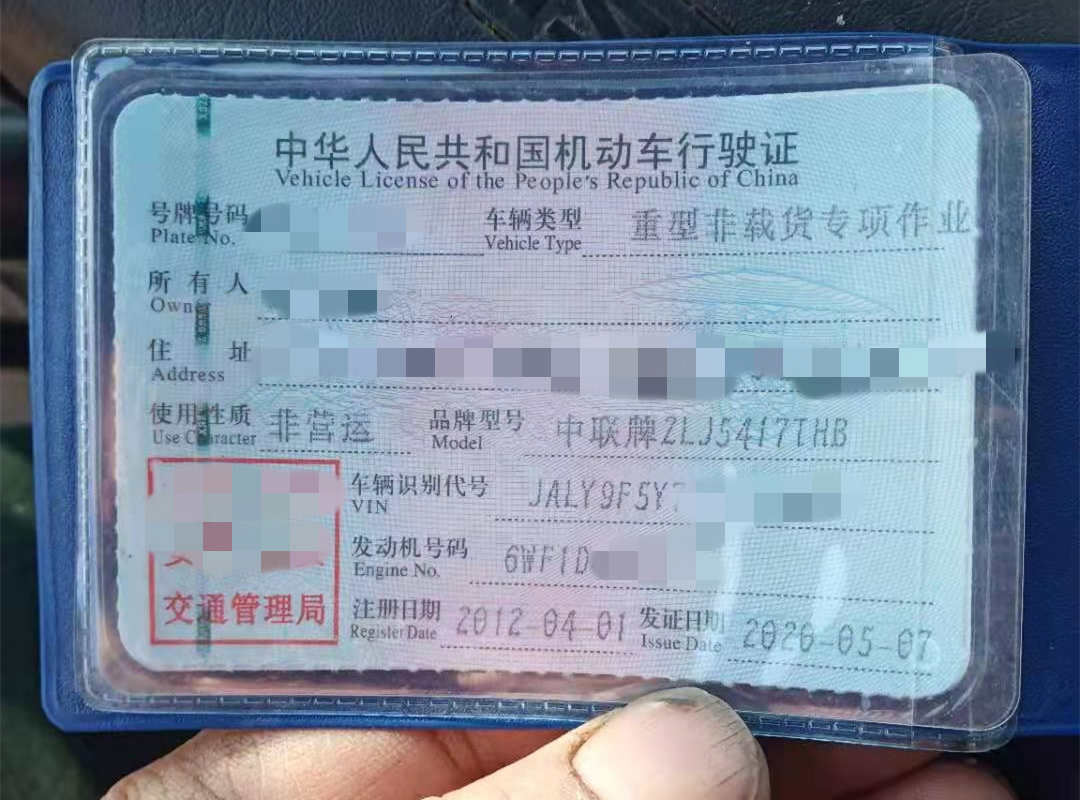 中华人民共和国机动车行驶证
Vehicle License of the People's Republic of China
号牌号码 车辆类型 重型非载货专项作业
Plate No. Vehicle Type
所有人
Owner
住址
Address
使用性质 非营运 品牌型号 中联牌ZLJ5417THB
Use Character Model
车辆识别代号 JALY9F5Y
VIN
发动机号码 6WF1D
Engine No.
交通管理局
注册日期 2012-04-01 发证日期 2020-05-07
Register Date Issue Date